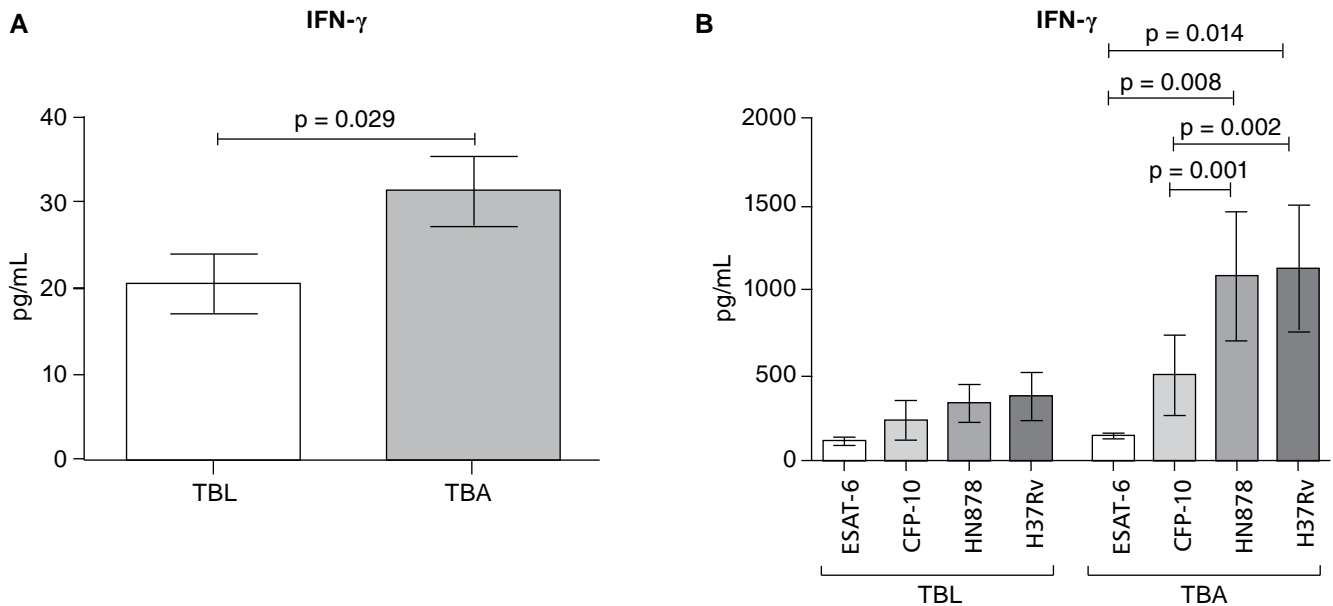 A
IFN-γ
pg/mL
40
30
20
10
0
p = 0.029
TBL
TBA
B
IFN-γ
pg/mL
2000
1500
1000
500
0
p = 0.014
p = 0.008
p = 0.002
p = 0.001
ESAT-6
CFP-10
HN878
H37Rv
ESAT-6
CFP-10
HN878
H37Rv
TBL
TBA